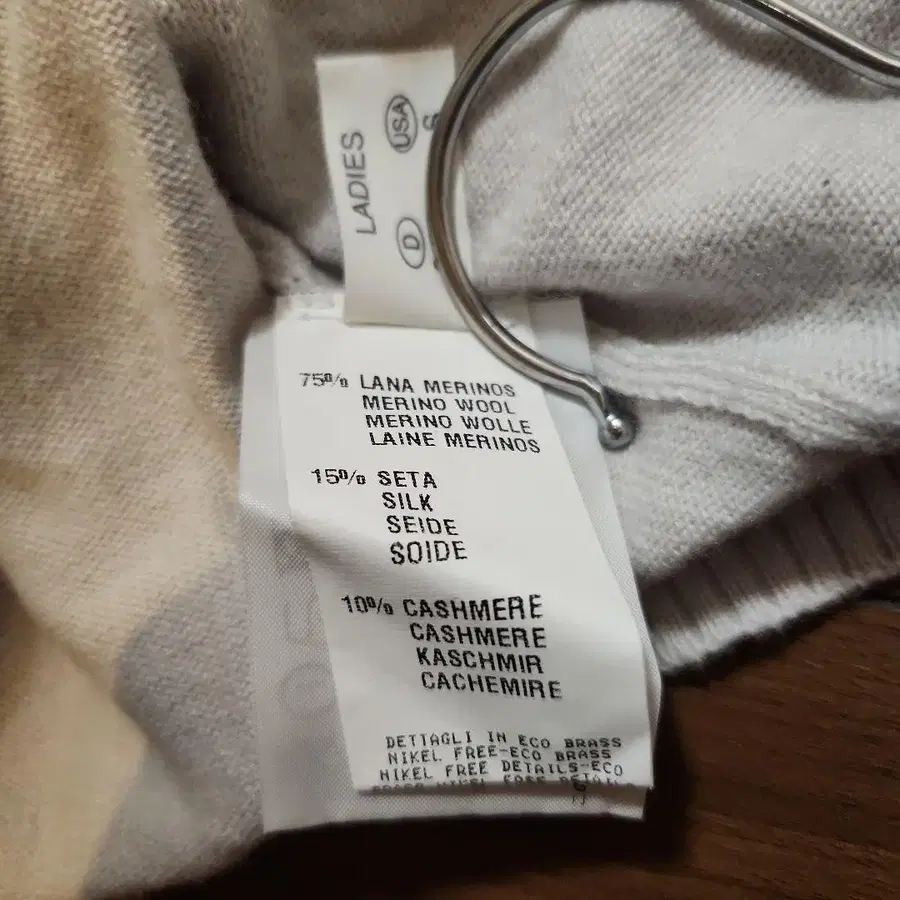 LADIES
USA
D
75% LANA MERINOS
MERINO WOOL
MERINO WOLLE
LAINE MERINOS
15% SETA
SILK
SEIDE
SOIDE
10% CASHMERE
CASHMERE
KASCHMIR
CACHEMIRE
DETTAGLI IN ECO BRASS
NIKEL FREE-ECO BRASS
NIKEL FREE DETAILS-ECO